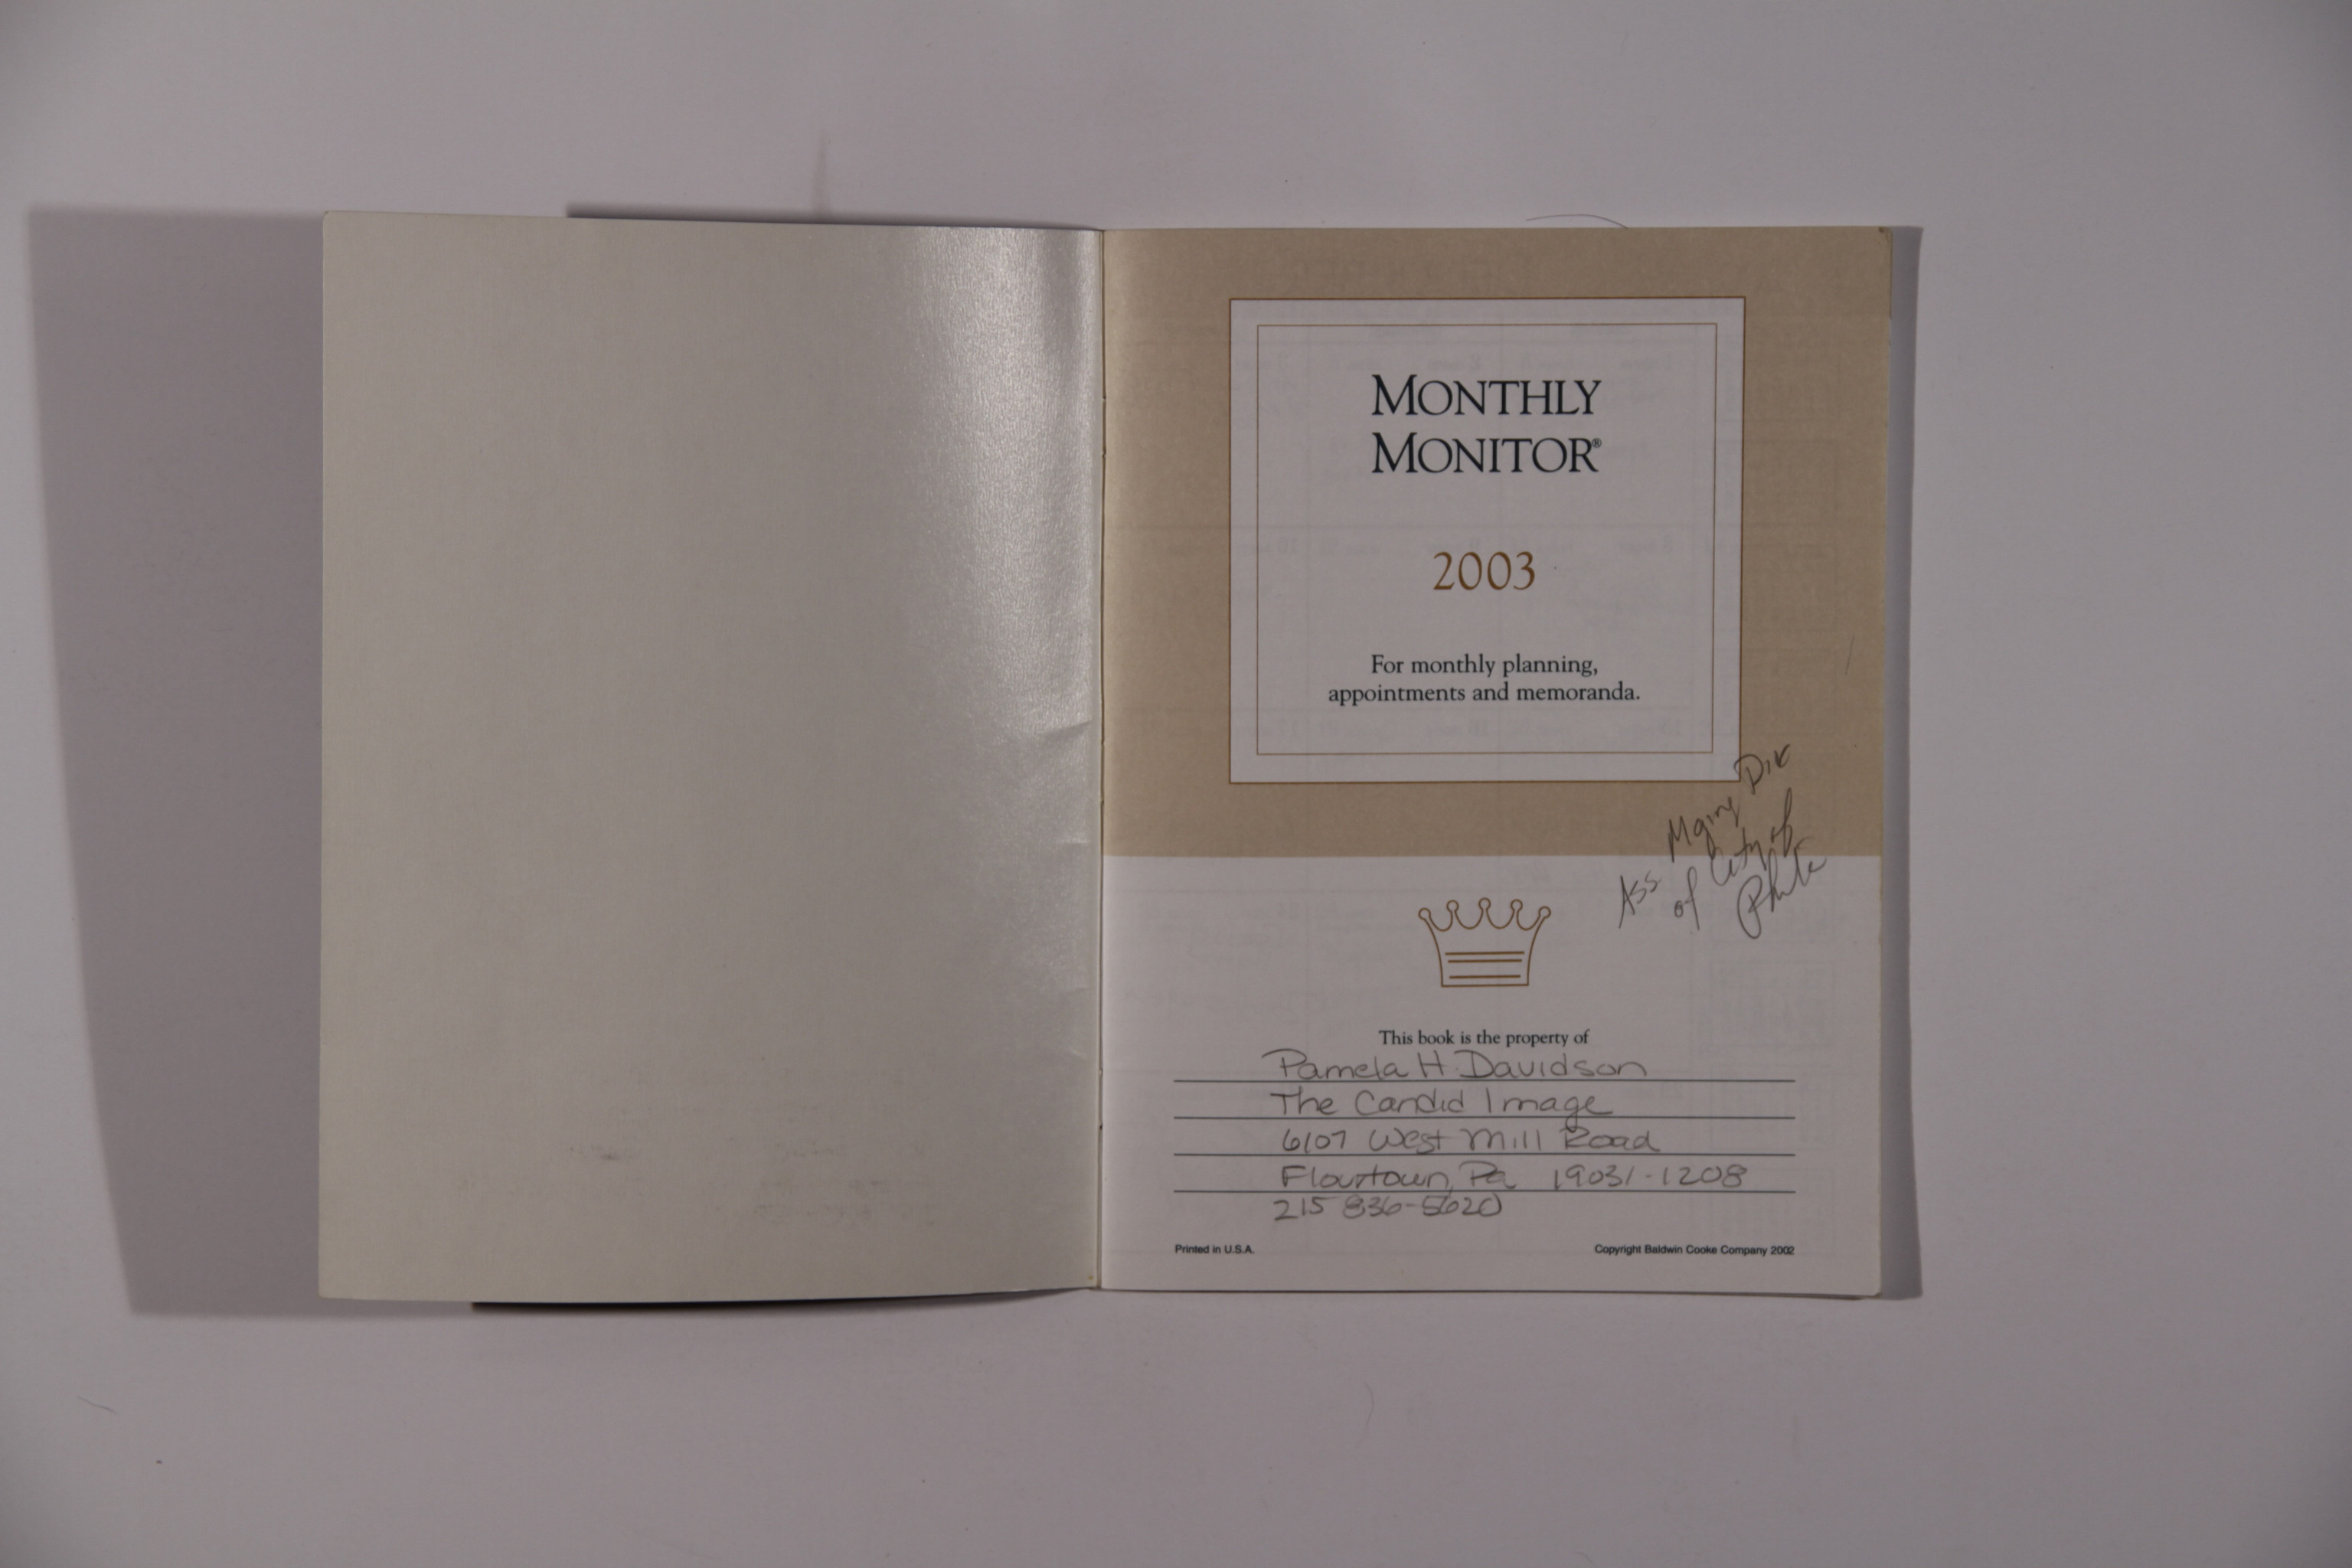 MONTHLY
MONITOR®
2003
For monthly planning,
appointments and memoranda.
Mging Dir
Ass of City of
Phila
This book is the property of
Pamela H Davidson
The Candid Image
6107 West Mill Road
Flourtown, Pa 19031-1208
215 836-5620
Printed in U.S.A.
Copyright Baldwin Cooke Company 2002